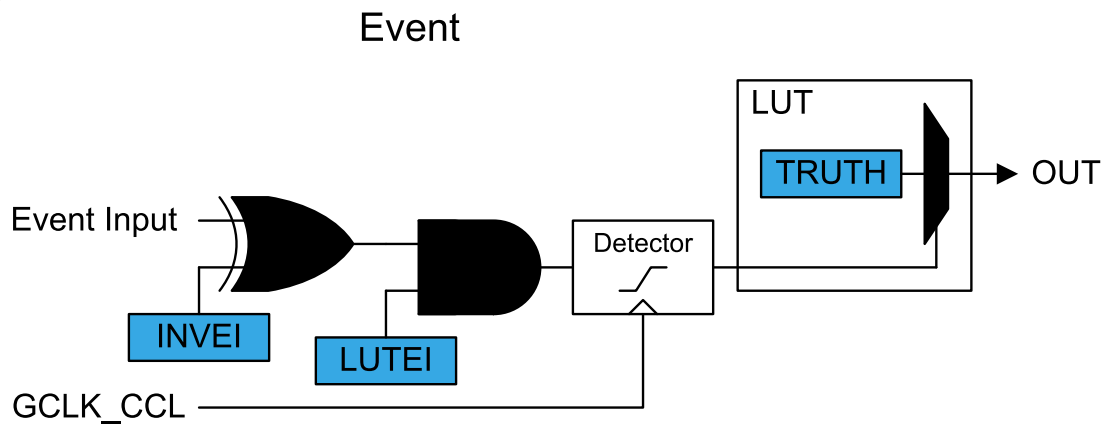 Event
LUT
TRUTH
OUT
Event Input
Detector
INVEI
LUTEI
GCLK_CCL